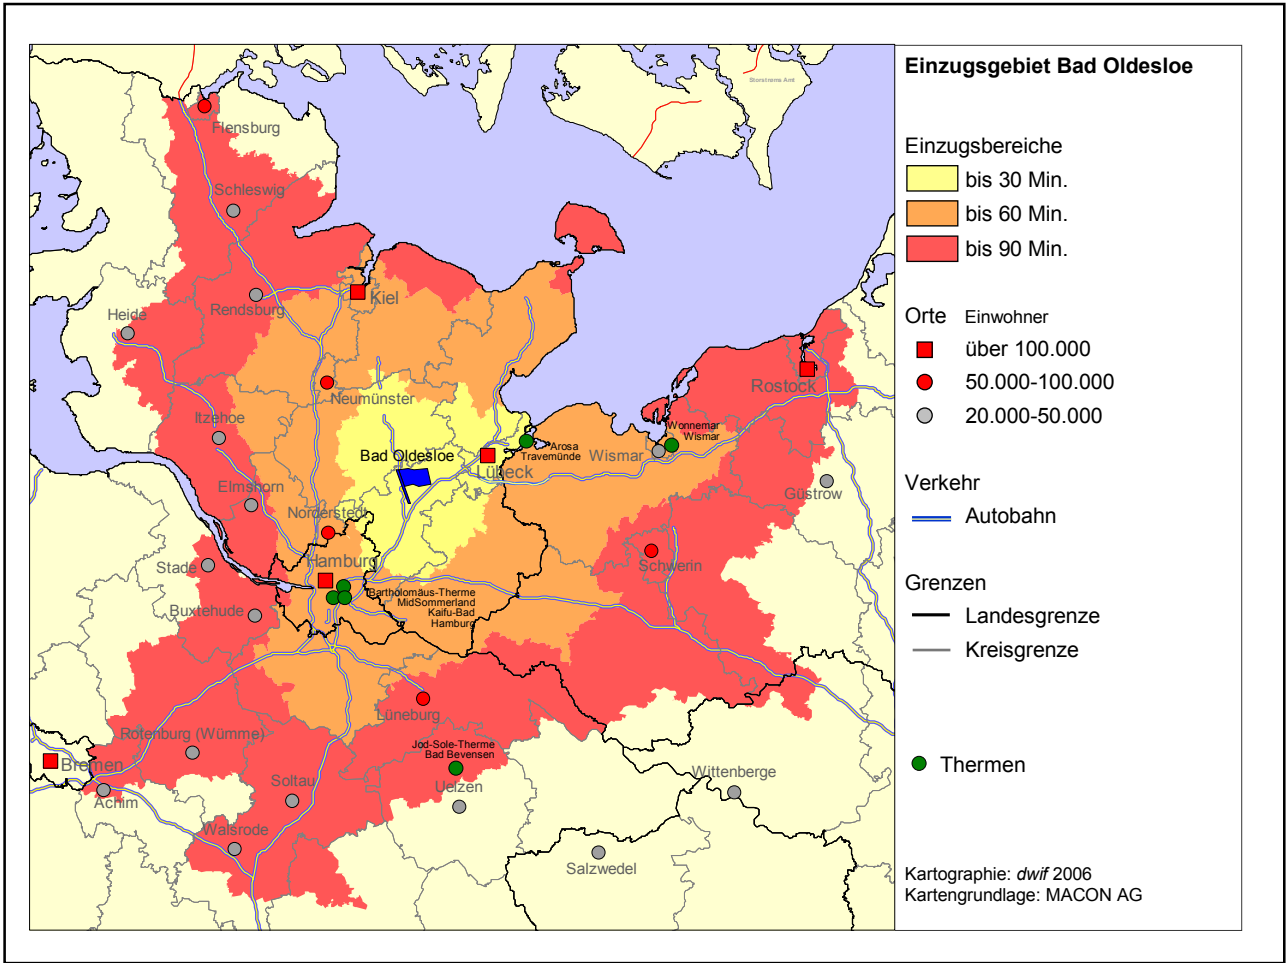 Storstrøms Amt
Flensburg
Schleswig
Rendsburg
Kiel
Heide
Neumünster
Itzehoe
Bad Oldesloe
Lübeck
Arosa
Travemünde
Wonnemar
Wismar
Wismar
Rostock
Güstrow
Elmshorn
Norderstedt
Hamburg
Stade
Buxtehude
Bartholomäus-Therme
MidSommerland
Kaifu-Bad
Hamburg
Schwerin
Lüneburg
Rotenburg (Wümme)
Bremen
Achim
Soltau
Walsrode
Jod-Sole-Therme
Bad Bevensen
Uelzen
Wittenberge
Salzwedel
Einzugsgebiet Bad Oldesloe
Einzugsbereiche
bis 30 Min.
bis 60 Min.
bis 90 Min.
Orte Einwohner
über 100.000
50.000-100.000
20.000-50.000
Verkehr
Autobahn
Grenzen
Landesgrenze
Kreisgrenze
Thermen
Kartographie: dwif 2006
Kartengrundlage: MACON AG